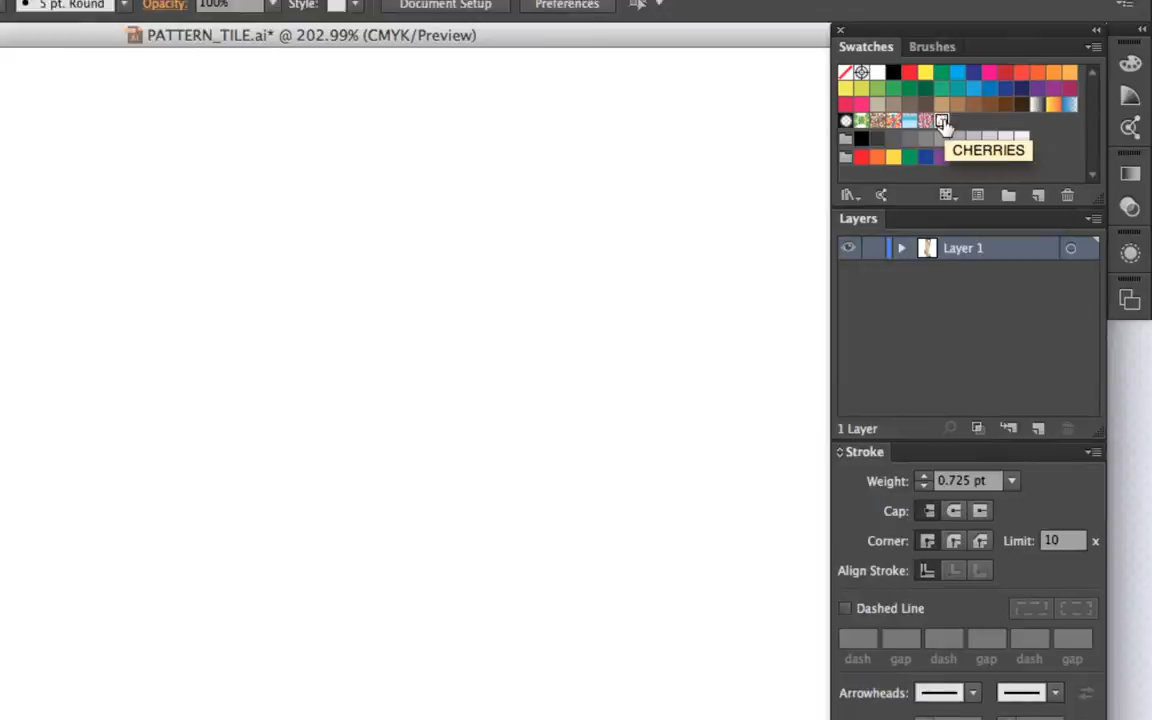 5 pt. Round
Opacity: 100%
Style:
Document Setup
Preferences
PATTERN_TILE.ai* @ 202.99% (CMYK/Preview)
Swatches Brushes
CHERRIES
Layers
Layer 1
1 Layer
Stroke
Weight: 0.725 pt
Cap:
Corner: Limit: 10 x
Align Stroke:
Dashed Line
dash gap dash gap dash gap
Arrowheads: